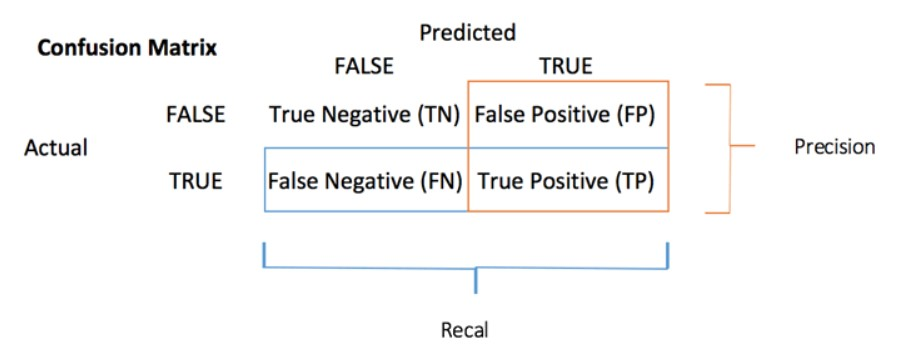 Predicted
Confusion Matrix
FALSE TRUE
FALSE True Negative (TN) False Positive (FP)
Actual Precision
TRUE False Negative (FN) True Positive (TP)
Recal